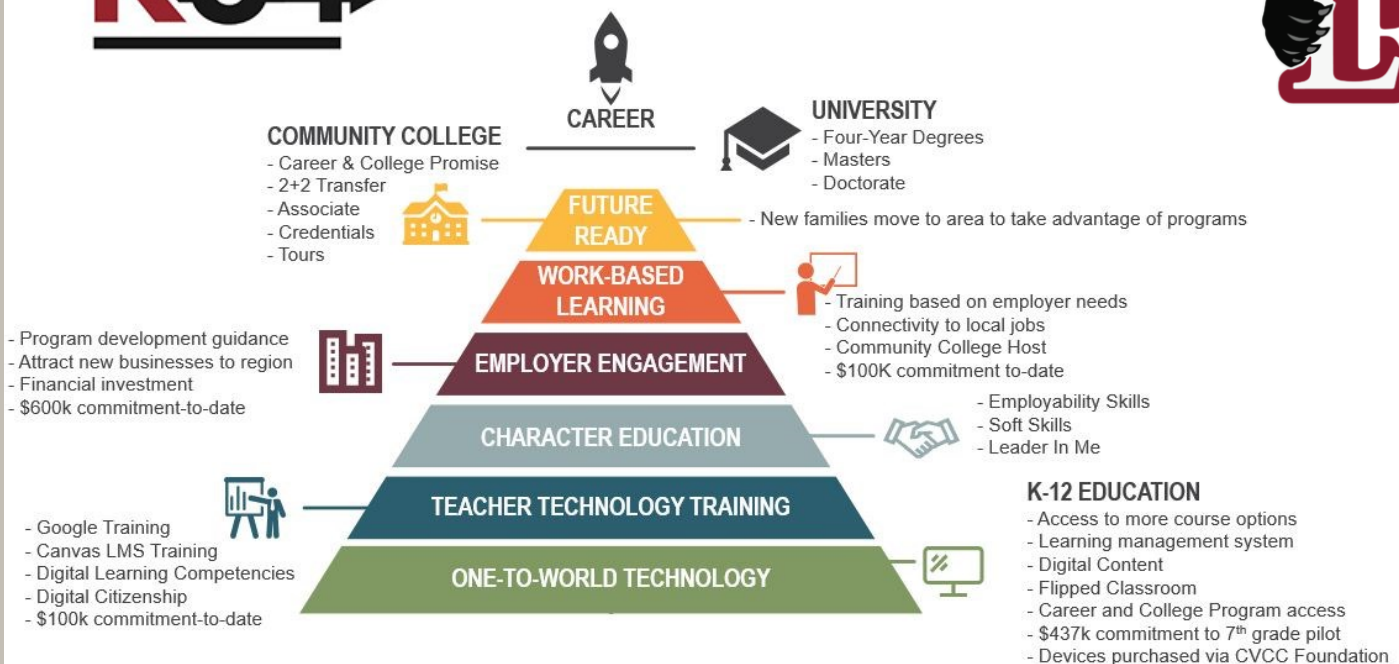 CAREER
COMMUNITY COLLEGE
- Career & College Promise
- 2+2 Transfer
- Associate
- Credentials
- Tours
UNIVERSITY
- Four-Year Degrees
- Masters
- Doctorate
FUTURE
READY
- New families move to area to take advantage of programs
WORK-BASED
LEARNING
- Training based on employer needs
- Connectivity to local jobs
- Community College Host
- $100K commitment to-date
- Program development guidance
- Attract new businesses to region
- Financial investment
- $600k commitment-to-date
EMPLOYER ENGAGEMENT
CHARACTER EDUCATION
- Employability Skills
- Soft Skills
- Leader In Me
TEACHER TECHNOLOGY TRAINING
- Google Training
- Canvas LMS Training
- Digital Learning Competencies
- Digital Citizenship
- $100k commitment-to-date
ONE-TO-WORLD TECHNOLOGY
K-12 EDUCATION
- Access to more course options
- Learning management system
- Digital Content
- Flipped Classroom
- Career and College Program access
- $437k commitment to 7th grade pilot
- Devices purchased via CVCC Foundation